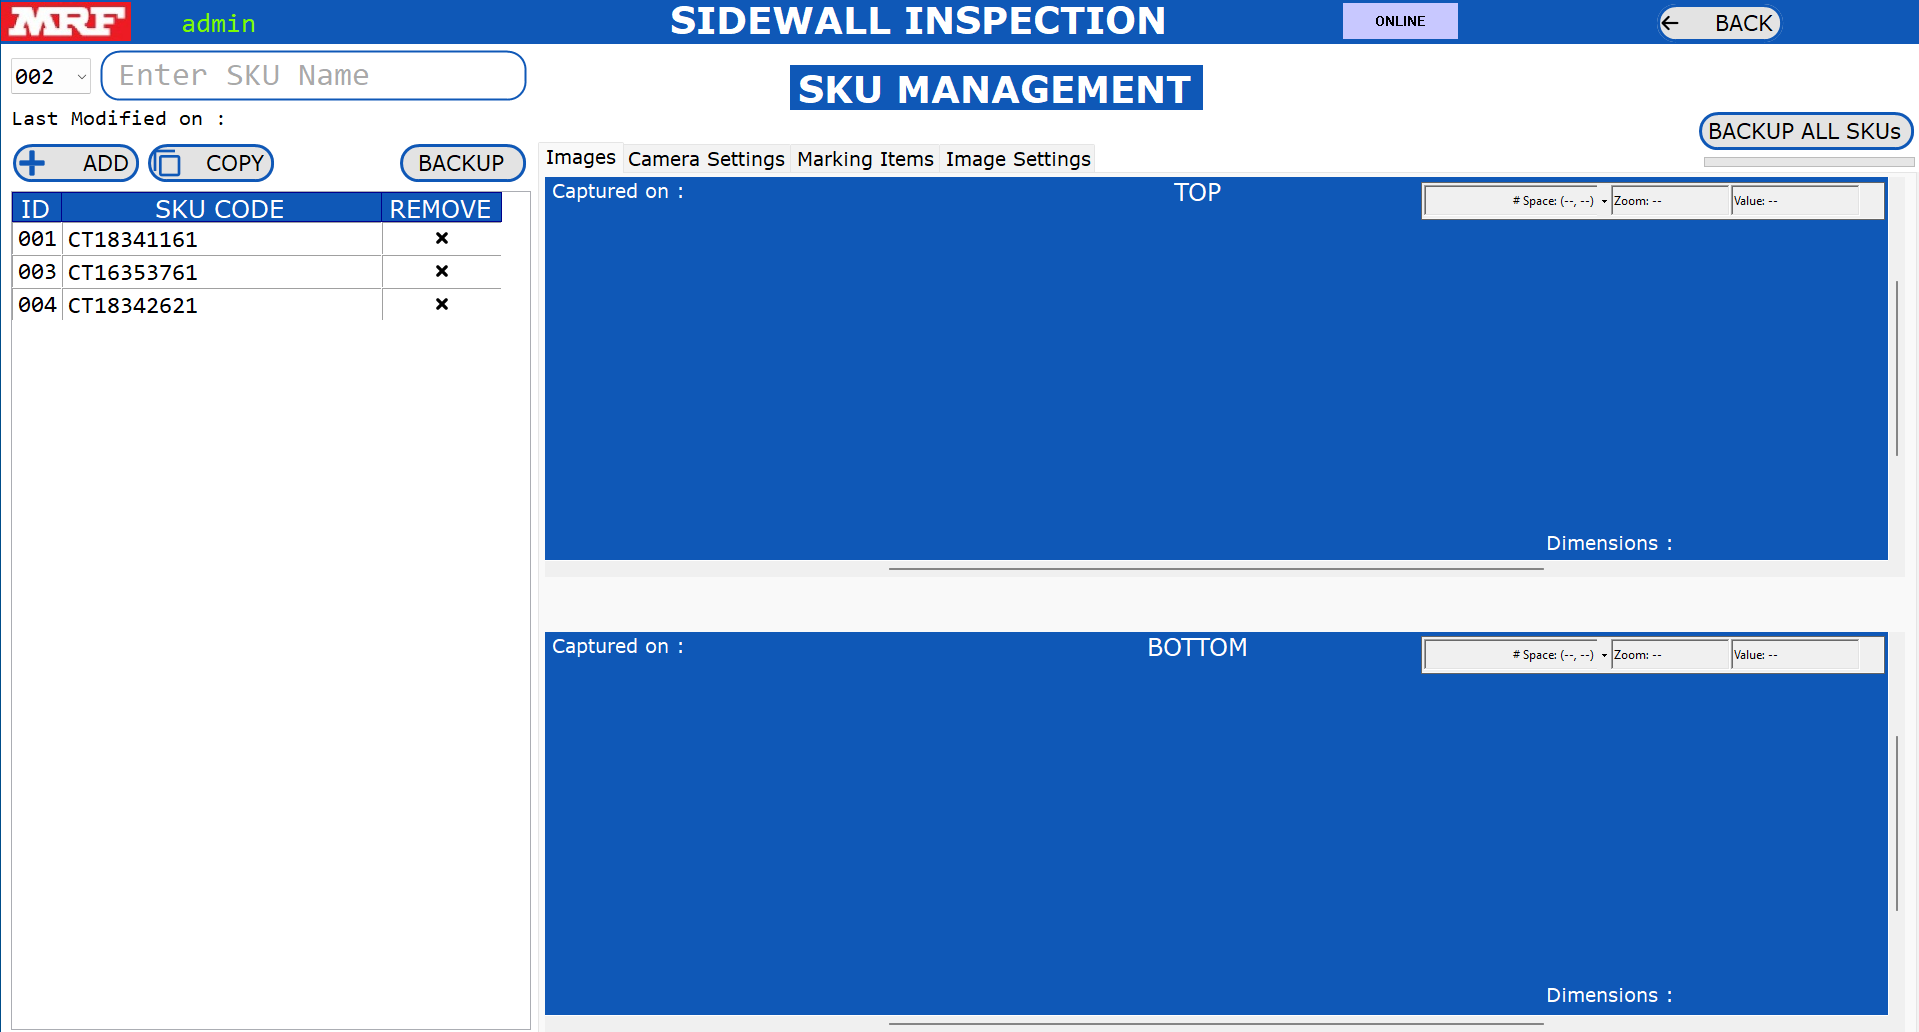 MRF admin SIDEWALL INSPECTION ONLINE BACK
002 Enter SKU Name
SKU MANAGEMENT
Last Modified on :
BACKUP ALL SKUs
ADD COPY BACKUP
Images Camera Settings Marking Items Image Settings
ID SKU CODE REMOVE
001 CT18341161
003 CT16353761
004 CT18342621
Captured on : TOP # Space: (--, --) Zoom: -- Value: --
Dimensions :
Captured on : BOTTOM # Space: (--, --) Zoom: -- Value: --
Dimensions :